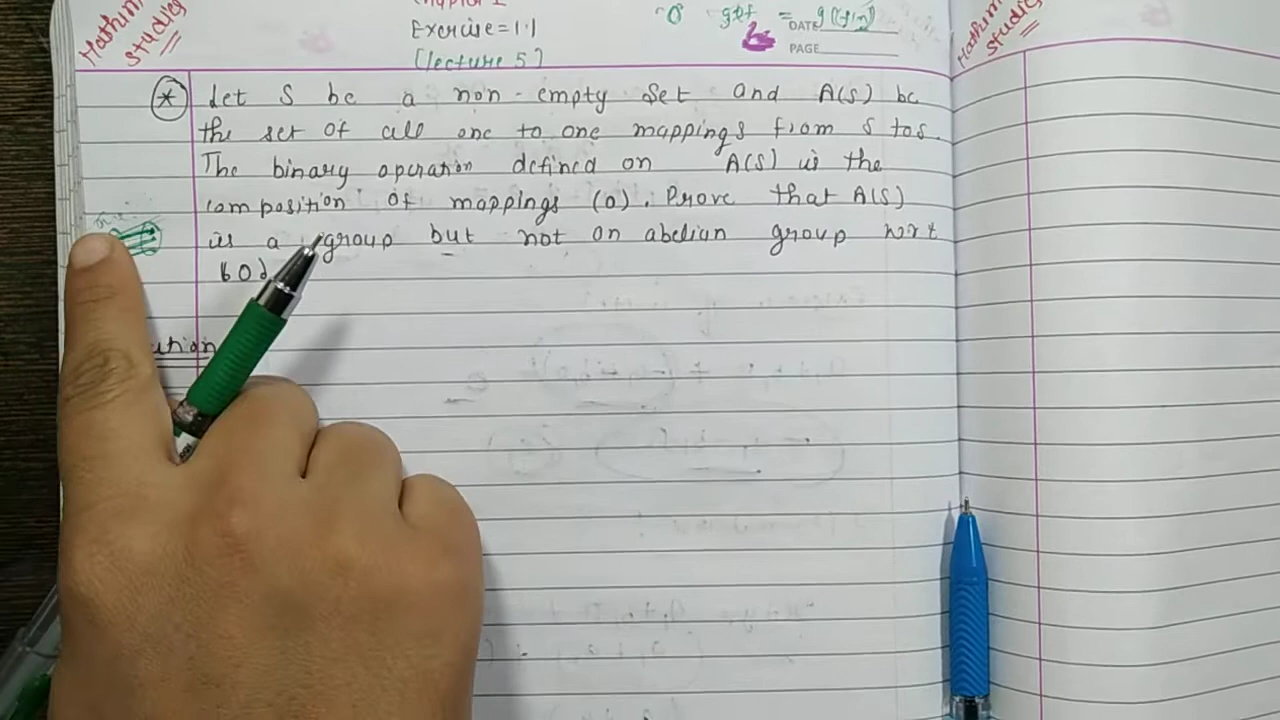 Mathum
studies
Exercise=1.1
(lecture 5)
DATE
PAGE
Mathum
studies
* Let S be a non-empty set and A(S) be
the set of all one to one mappings from S to S.
The binary operation defined on A(S) is the
composition of mappings (o). Prove that A(S)
is a group but not an abelian group w.r.t